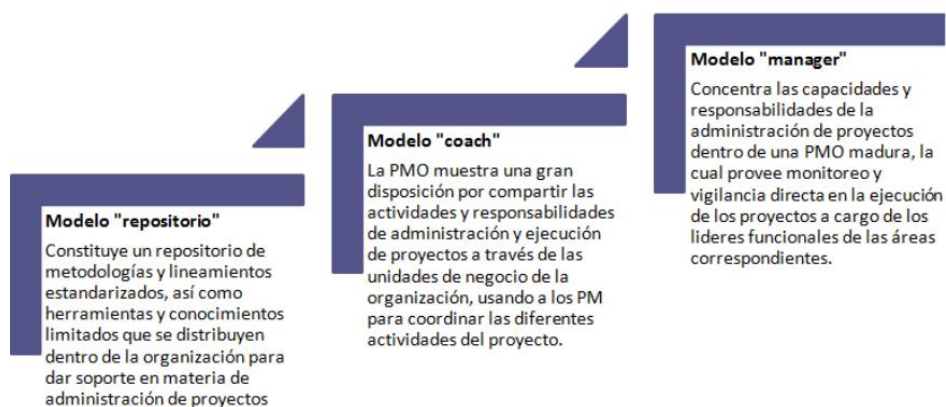 Modelo "repositorio"
Constituye un repositorio de
metodologías y lineamientos
estandarizados, así como
herramientas y conocimientos
limitados que se distribuyen
dentro de la organización para
dar soporte en materia de
administración de proyectos
Modelo "coach"
La PMO muestra una gran
disposición por compartir las
actividades y responsabilidades
de administración y ejecución
de proyectos a través de las
unidades de negocio de la
organización, usando a los PM
para coordinar las diferentes
actividades del proyecto.
Modelo "manager"
Concentra las capacidades y
responsabilidades de la
administración de proyectos
dentro de una PMO madura, la
cual provee monitoreo y
vigilancia directa en la ejecución
de los proyectos a cargo de los
lideres funcionales de las áreas
correspondientes.